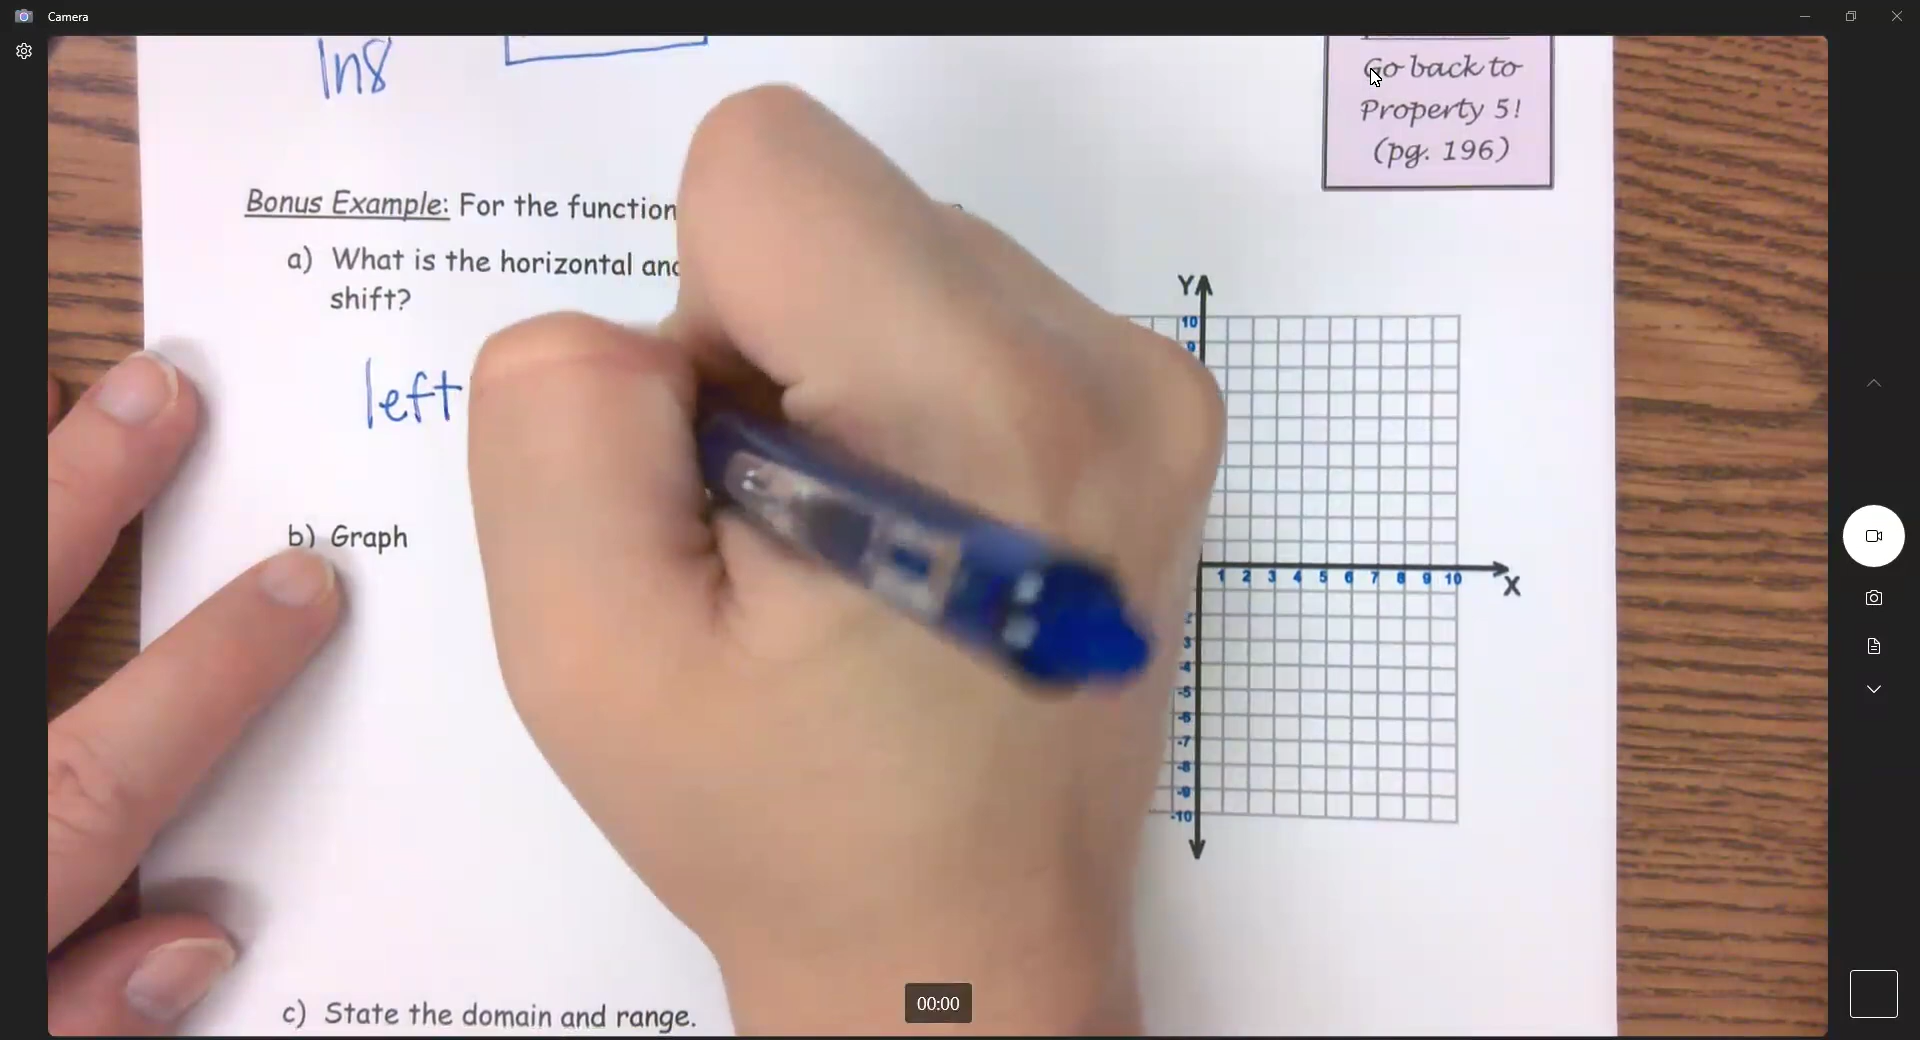 Camera
ln8
Go back to
Property 5!
(pg. 196)
Bonus Example: For the function
a) What is the horizontal and
shift?
left
Y
10
9
1 2 3 4 5 6 7 8 9 10
X
3
-4
-5
-6
-7
-8
-9
-10
b) Graph
c) State the domain and range.
00:00